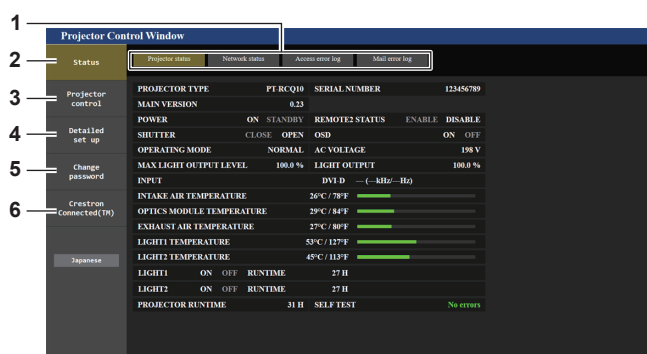 1
Projector Control Window
2
Status
Projector status Network status Access error log Mail error log
3
Projector
control
4
Detailed
set up
5
Change
password
6
Crestron
Connected(TM)
Japanese
PROJECTOR TYPE PT-RCQ10 SERIAL NUMBER 123456789
MAIN VERSION 0.23
POWER ON STANDBY REMOTE2 STATUS ENABLE DISABLE
SHUTTER CLOSE OPEN OSD ON OFF
OPERATING MODE NORMAL AC VOLTAGE 198 V
MAX LIGHT OUTPUT LEVEL 100.0 % LIGHT OUTPUT 100.0 %
INPUT DVI-D — (—kHz/—Hz)
INTAKE AIR TEMPERATURE 26°C / 78°F
OPTICS MODULE TEMPERATURE 29°C / 84°F
EXHAUST AIR TEMPERATURE 27°C / 80°F
LIGHT1 TEMPERATURE 53°C / 127°F
LIGHT2 TEMPERATURE 45°C / 113°F
LIGHT1 ON OFF RUNTIME 27 H
LIGHT2 ON OFF RUNTIME 27 H
PROJECTOR RUNTIME 31 H SELF TEST No errors